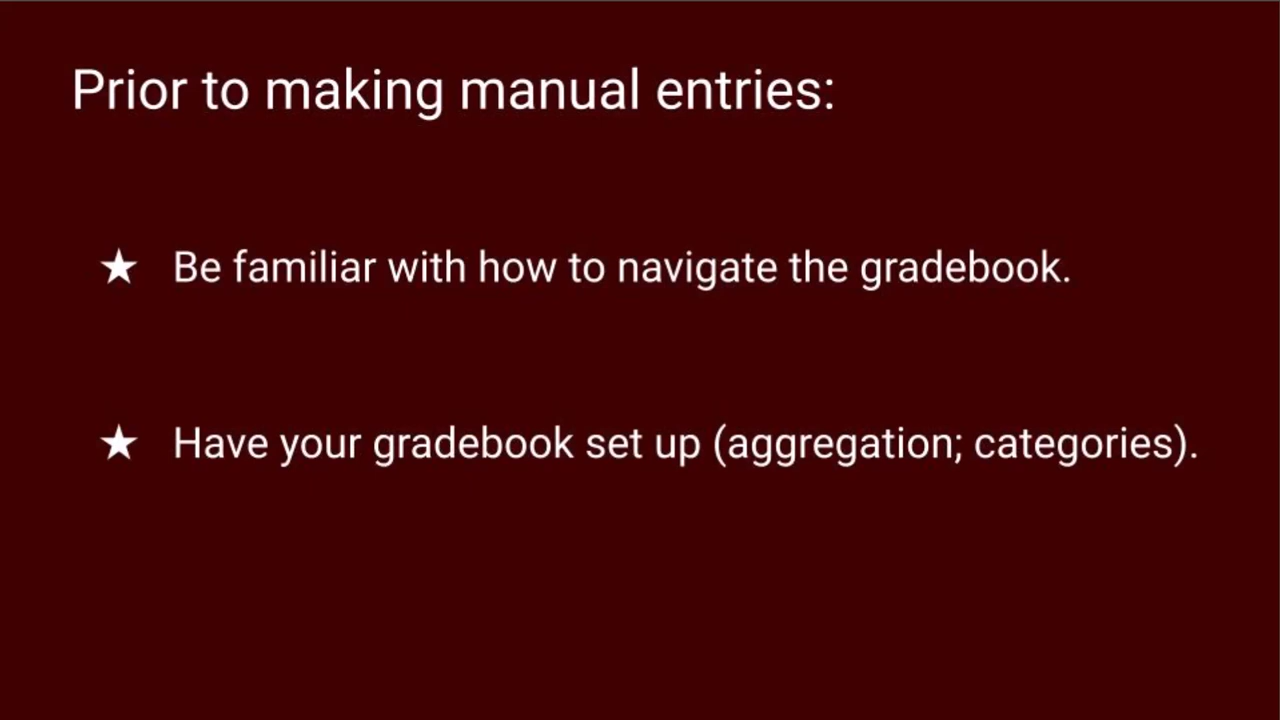 Prior to making manual entries:
★ Be familiar with how to navigate the gradebook.
★ Have your gradebook set up (aggregation; categories).